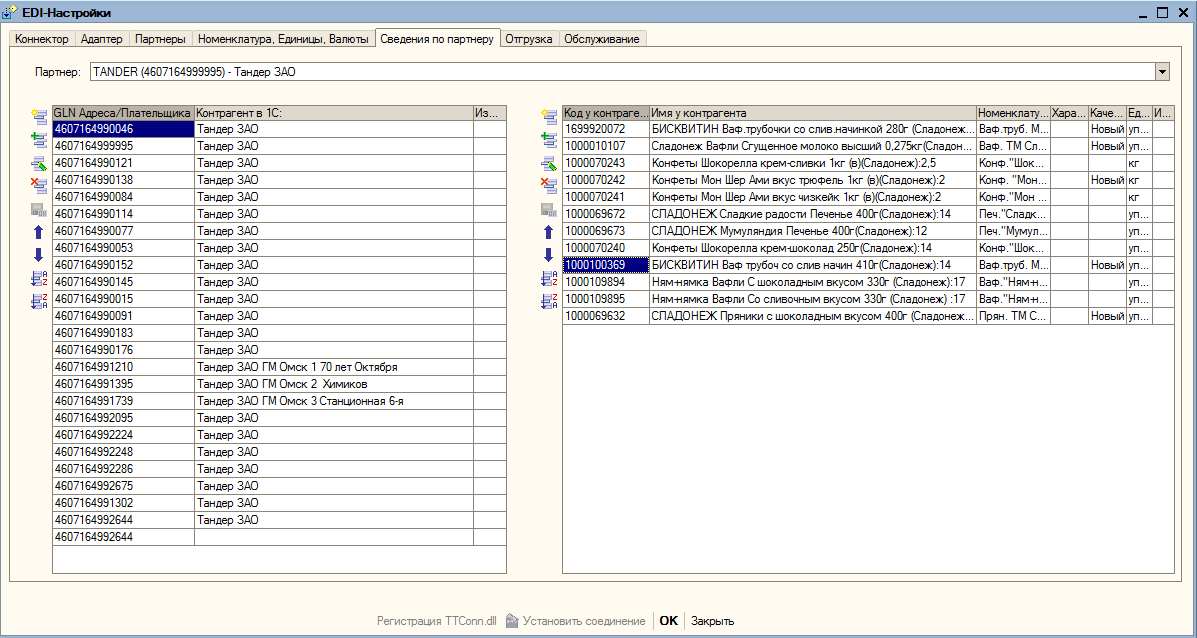 EDI-Настройки
Коннектор Адаптер Партнеры Номенклатура, Единицы, Валюты Сведения по партнеру Отгрузка Обслуживание
Партнер: TANDER (4607164999995) - Тандер ЗАО
GLN Адреса/Плательщика Контрагент в 1С: Из...
4607164990046 Тандер ЗАО
4607164999995 Тандер ЗАО
4607164990121 Тандер ЗАО
4607164990138 Тандер ЗАО
4607164990084 Тандер ЗАО
4607164990114 Тандер ЗАО
4607164990077 Тандер ЗАО
4607164990053 Тандер ЗАО
4607164990152 Тандер ЗАО
4607164990145 Тандер ЗАО
4607164990015 Тандер ЗАО
4607164990091 Тандер ЗАО
4607164990183 Тандер ЗАО
4607164990176 Тандер ЗАО
4607164991210 Тандер ЗАО ГМ Омск 1 70 лет Октября
4607164991395 Тандер ЗАО ГМ Омск 2 Химиков
4607164991739 Тандер ЗАО ГМ Омск 3 Станционная 6-я
4607164992095 Тандер ЗАО
4607164992224 Тандер ЗАО
4607164992248 Тандер ЗАО
4607164992286 Тандер ЗАО
4607164992675 Тандер ЗАО
4607164991302 Тандер ЗАО
4607164992644 Тандер ЗАО
4607164992644
Код у контраге... Имя у контрагента Номенклату... Хара... Каче... Ед... И...
1699920072 БИСКВИТИН Ваф.трубочки со слив.начинкой 280г (Сладонеж... Ваф.труб. М... Новый уп...
1000010107 Сладонеж Вафли Сгущенное молоко высший 0,275кг(Сладон... Ваф. ТМ Сл... Новый уп...
1000070243 Конфеты Шокорелла крем-сливки 1кг (в)(Сладонеж):2,5 Конф."Шок... кг
1000070242 Конфеты Мон Шер Ами вкус трюфель 1кг (в)(Сладонеж):2 Конф. "Мон... Новый кг
1000070241 Конфеты Мон Шер Ами вкус чизкейк 1кг (в)(Сладонеж):2 Конф."Мон ... кг
1000069672 СЛАДОНЕЖ Сладкие радости Печенье 400г(Сладонеж):14 Печ."Сладк... уп...
1000069673 СЛАДОНЕЖ Мумуляндия Печенье 400г(Сладонеж):12 Печ."Мумул... уп...
1000070240 Конфеты Шокорелла крем-шоколад 250г(Сладонеж):14 Конф."Шок... уп...
1000100369 БИСКВИТИН Ваф трубоч со слив начин 410г(Сладонеж):14 Ваф.труб. М... Новый уп...
1000109894 Ням-нямка Вафли С шоколадным вкусом 330г (Сладонеж):17 Ваф."Ням-н... уп...
1000109895 Ням-нямка Вафли Со сливочным вкусом 330г (Сладонеж) :17 Ваф."Ням-н... уп...
1000069632 СЛАДОНЕЖ Пряники с шоколадным вкусом 400г (Сладонеж... Прян. ТМ С... Новый уп...
Регистрация TTConn.dll Установить соединение OK Закрыть